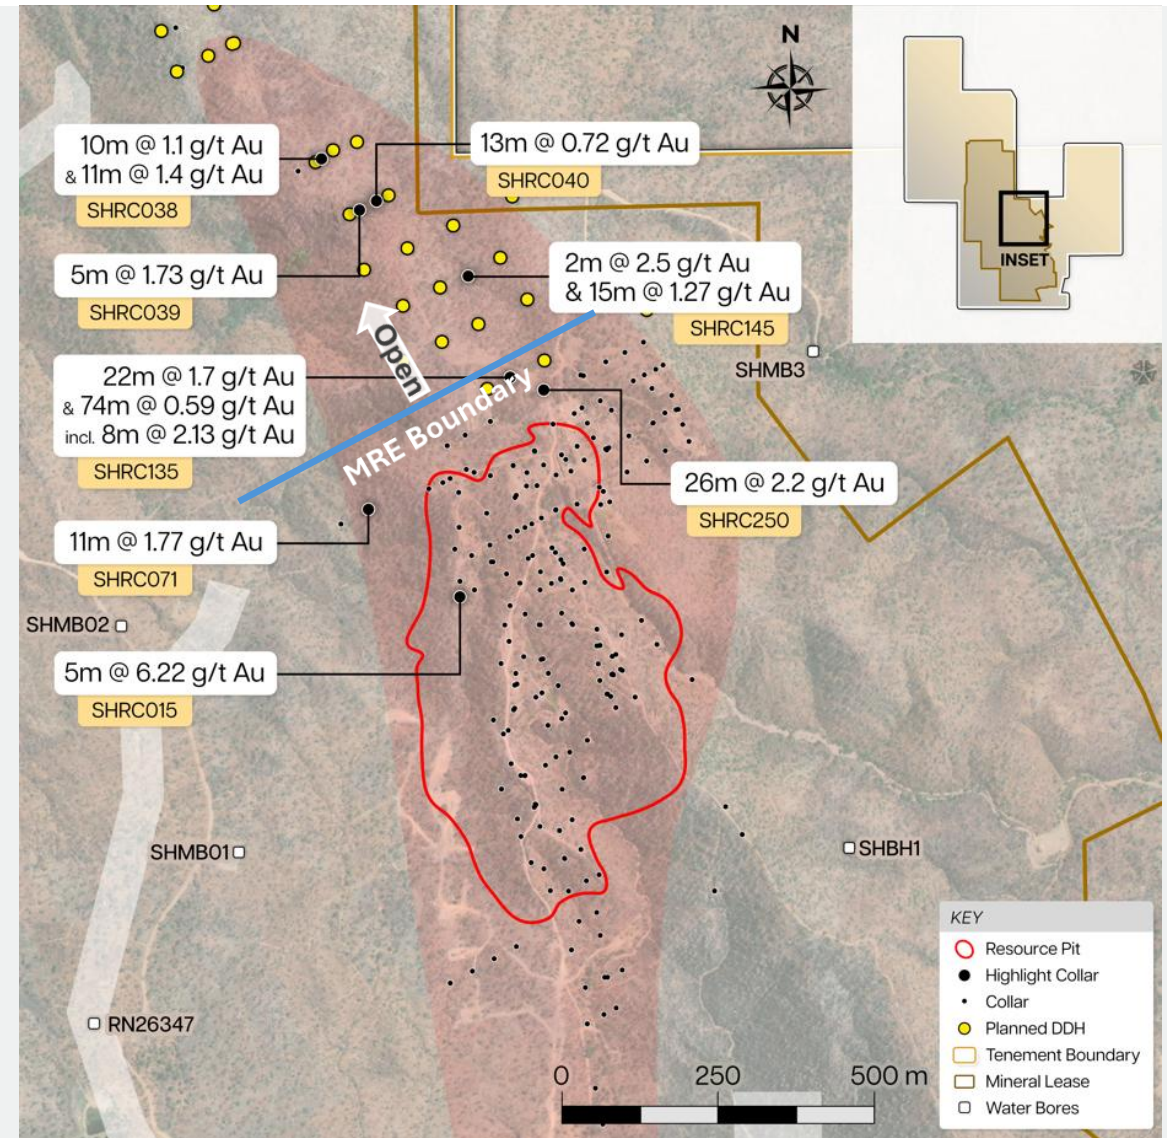 N
10m @ 1.1 g/t Au
& 11m @ 1.4 g/t Au
SHRC038
13m @ 0.72 g/t Au
SHRC040
INSET
5m @ 1.73 g/t Au
SHRC039
2m @ 2.5 g/t Au
& 15m @ 1.27 g/t Au
SHRC145
Open
SHMB3
22m @ 1.7 g/t Au
& 74m @ 0.59 g/t Au
incl. 8m @ 2.13 g/t Au
SHRC135
MRE Boundary
26m @ 2.2 g/t Au
SHRC250
11m @ 1.77 g/t Au
SHRC071
SHMB02
5m @ 6.22 g/t Au
SHRC015
SHMB01
SHBH1
RN26347
KEY
Resource Pit
Highlight Collar
Collar
Planned DDH
Tenement Boundary
Mineral Lease
Water Bores
0 250 500 m